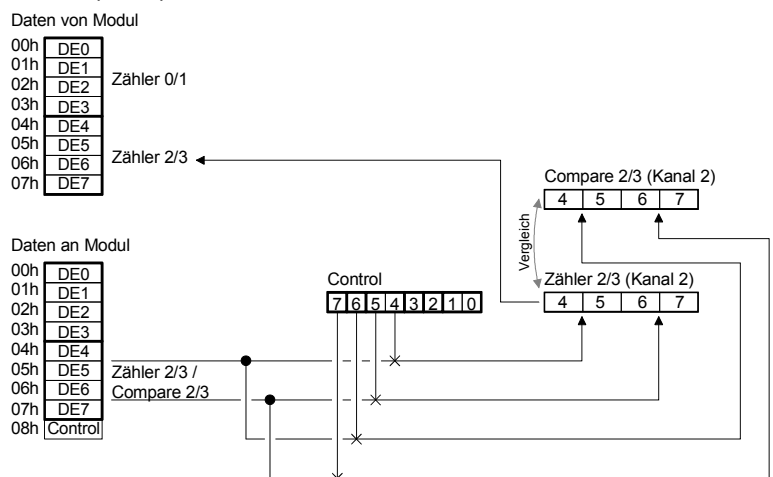 Daten von Modul
00h DE0
01h DE1
02h DE2 Zähler 0/1
03h DE3
04h DE4
05h DE5
06h DE6 Zähler 2/3
07h DE7
Compare 2/3 (Kanal 2)
4 5 6 7
Vergleich
Zähler 2/3 (Kanal 2)
4 5 6 7
Control
7 6 5 4 3 2 1 0
Daten an Modul
00h DE0
01h DE1
02h DE2
03h DE3
04h DE4
05h DE5 Zähler 2/3 /
06h DE6 Compare 2/3
07h DE7
08h Control